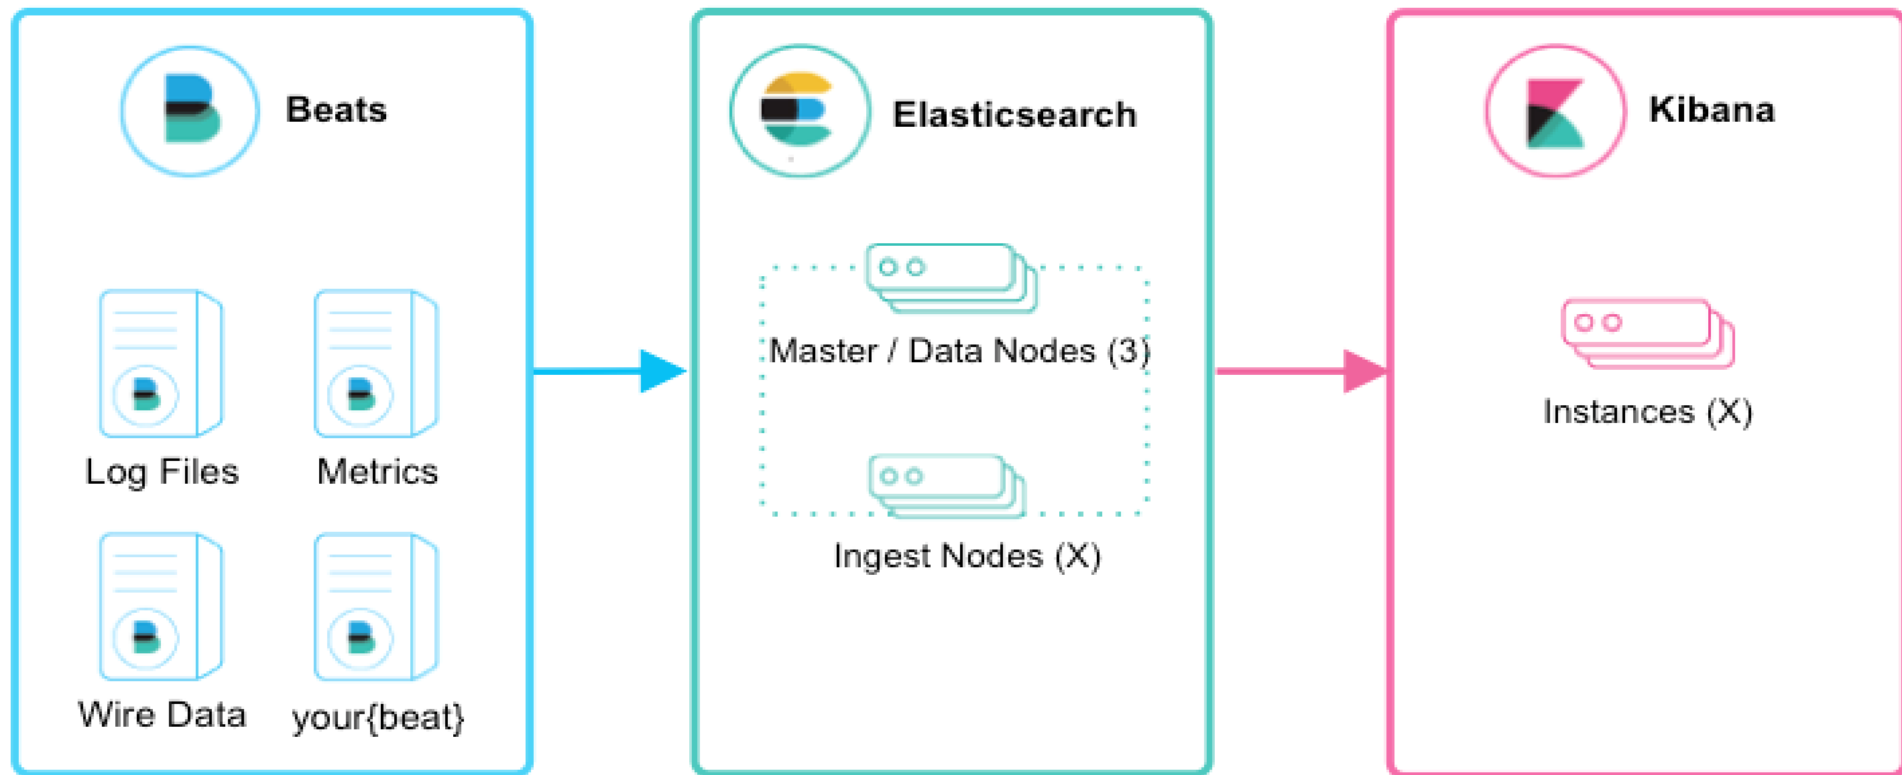 Beats
Log Files
Metrics
Wire Data
your{beat}
Elasticsearch
Master / Data Nodes (3)
Ingest Nodes (X)
Kibana
Instances (X)